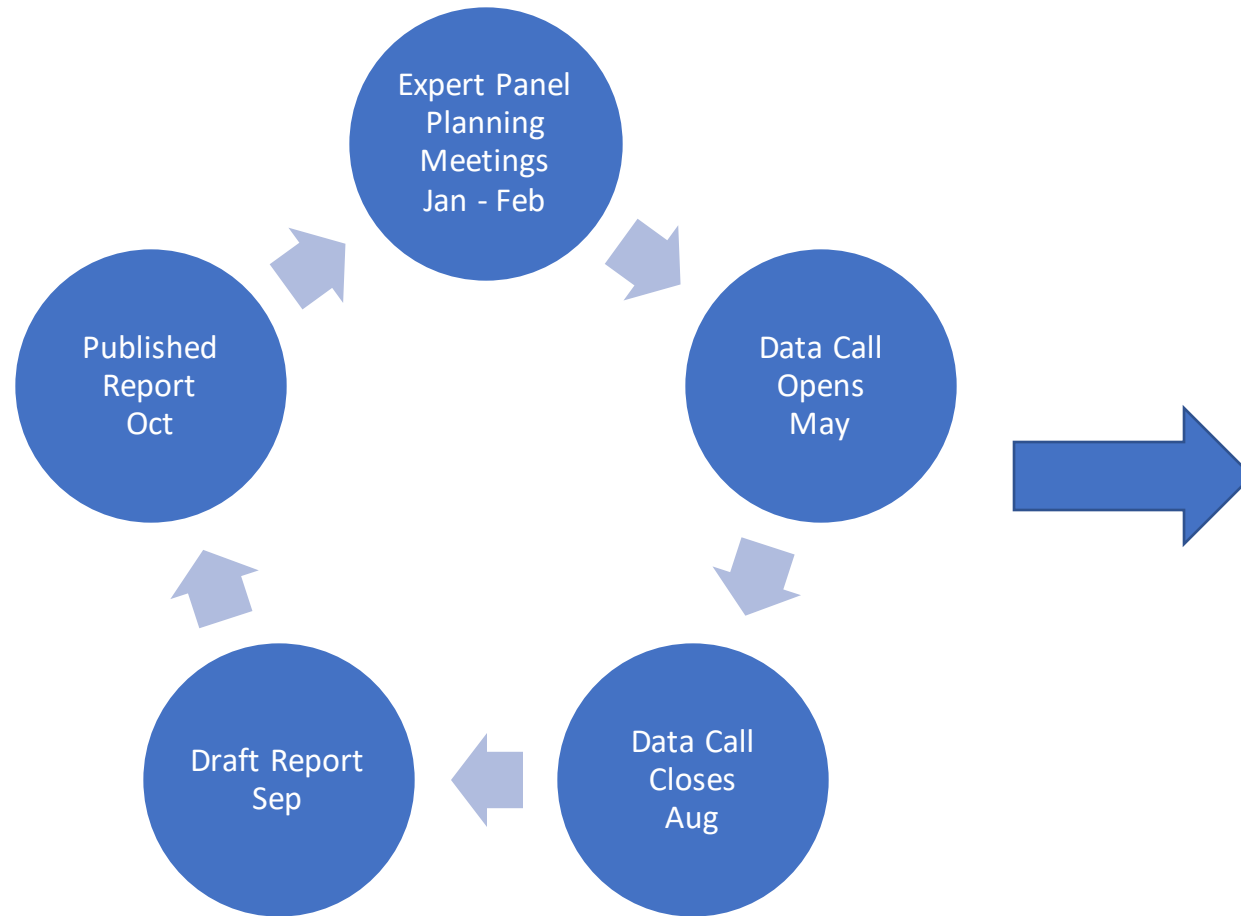 Expert Panel
Planning
Meetings
Jan - Feb
Data Call
Opens
May
Data Call
Closes
Aug
Draft Report
Sep
Published
Report
Oct